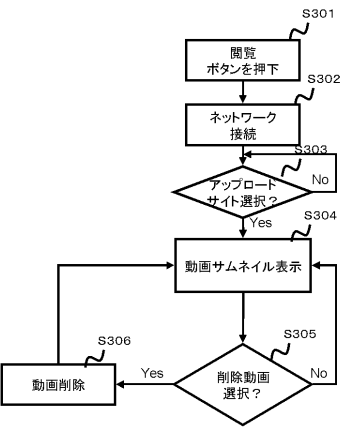 S301
閲覧
ボタンを押下
S302
ネットワーク
接続
S303
アップロード
サイト選択？
No
Yes
S304
動画サムネイル表示
S305
削除動画
選択？
No
Yes
S306
動画削除